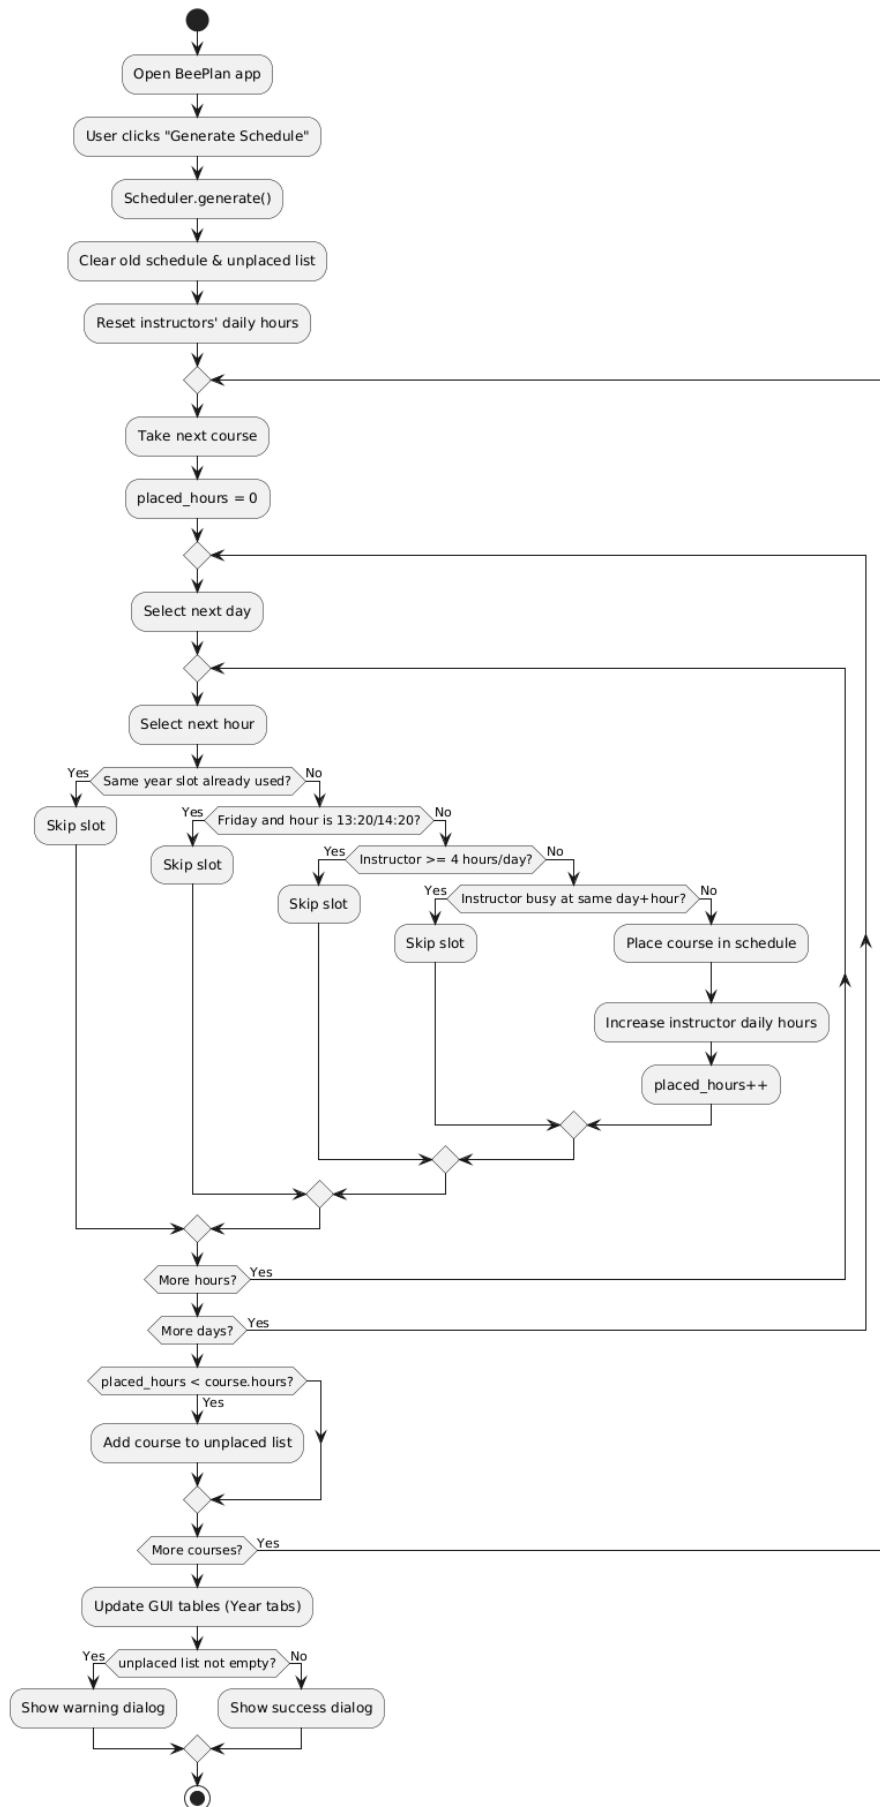 Open BeePlan app
User clicks "Generate Schedule"
Scheduler.generate()
Clear old schedule & unplaced list
Reset instructors' daily hours
Take next course
placed_hours = 0
Select next day
Select next hour
Yes
Same year slot already used?
No
Skip slot
Yes
Friday and hour is 13:20/14:20?
No
Skip slot
Yes
Instructor >= 4 hours/day?
No
Skip slot
Yes
Instructor busy at same day+hour?
No
Skip slot
Place course in schedule
Increase instructor daily hours
placed_hours++
More hours?
Yes
More days?
Yes
placed_hours < course.hours?
Yes
Add course to unplaced list
More courses?
Yes
Update GUI tables (Year tabs)
Yes
unplaced list not empty?
No
Show warning dialog
Show success dialog